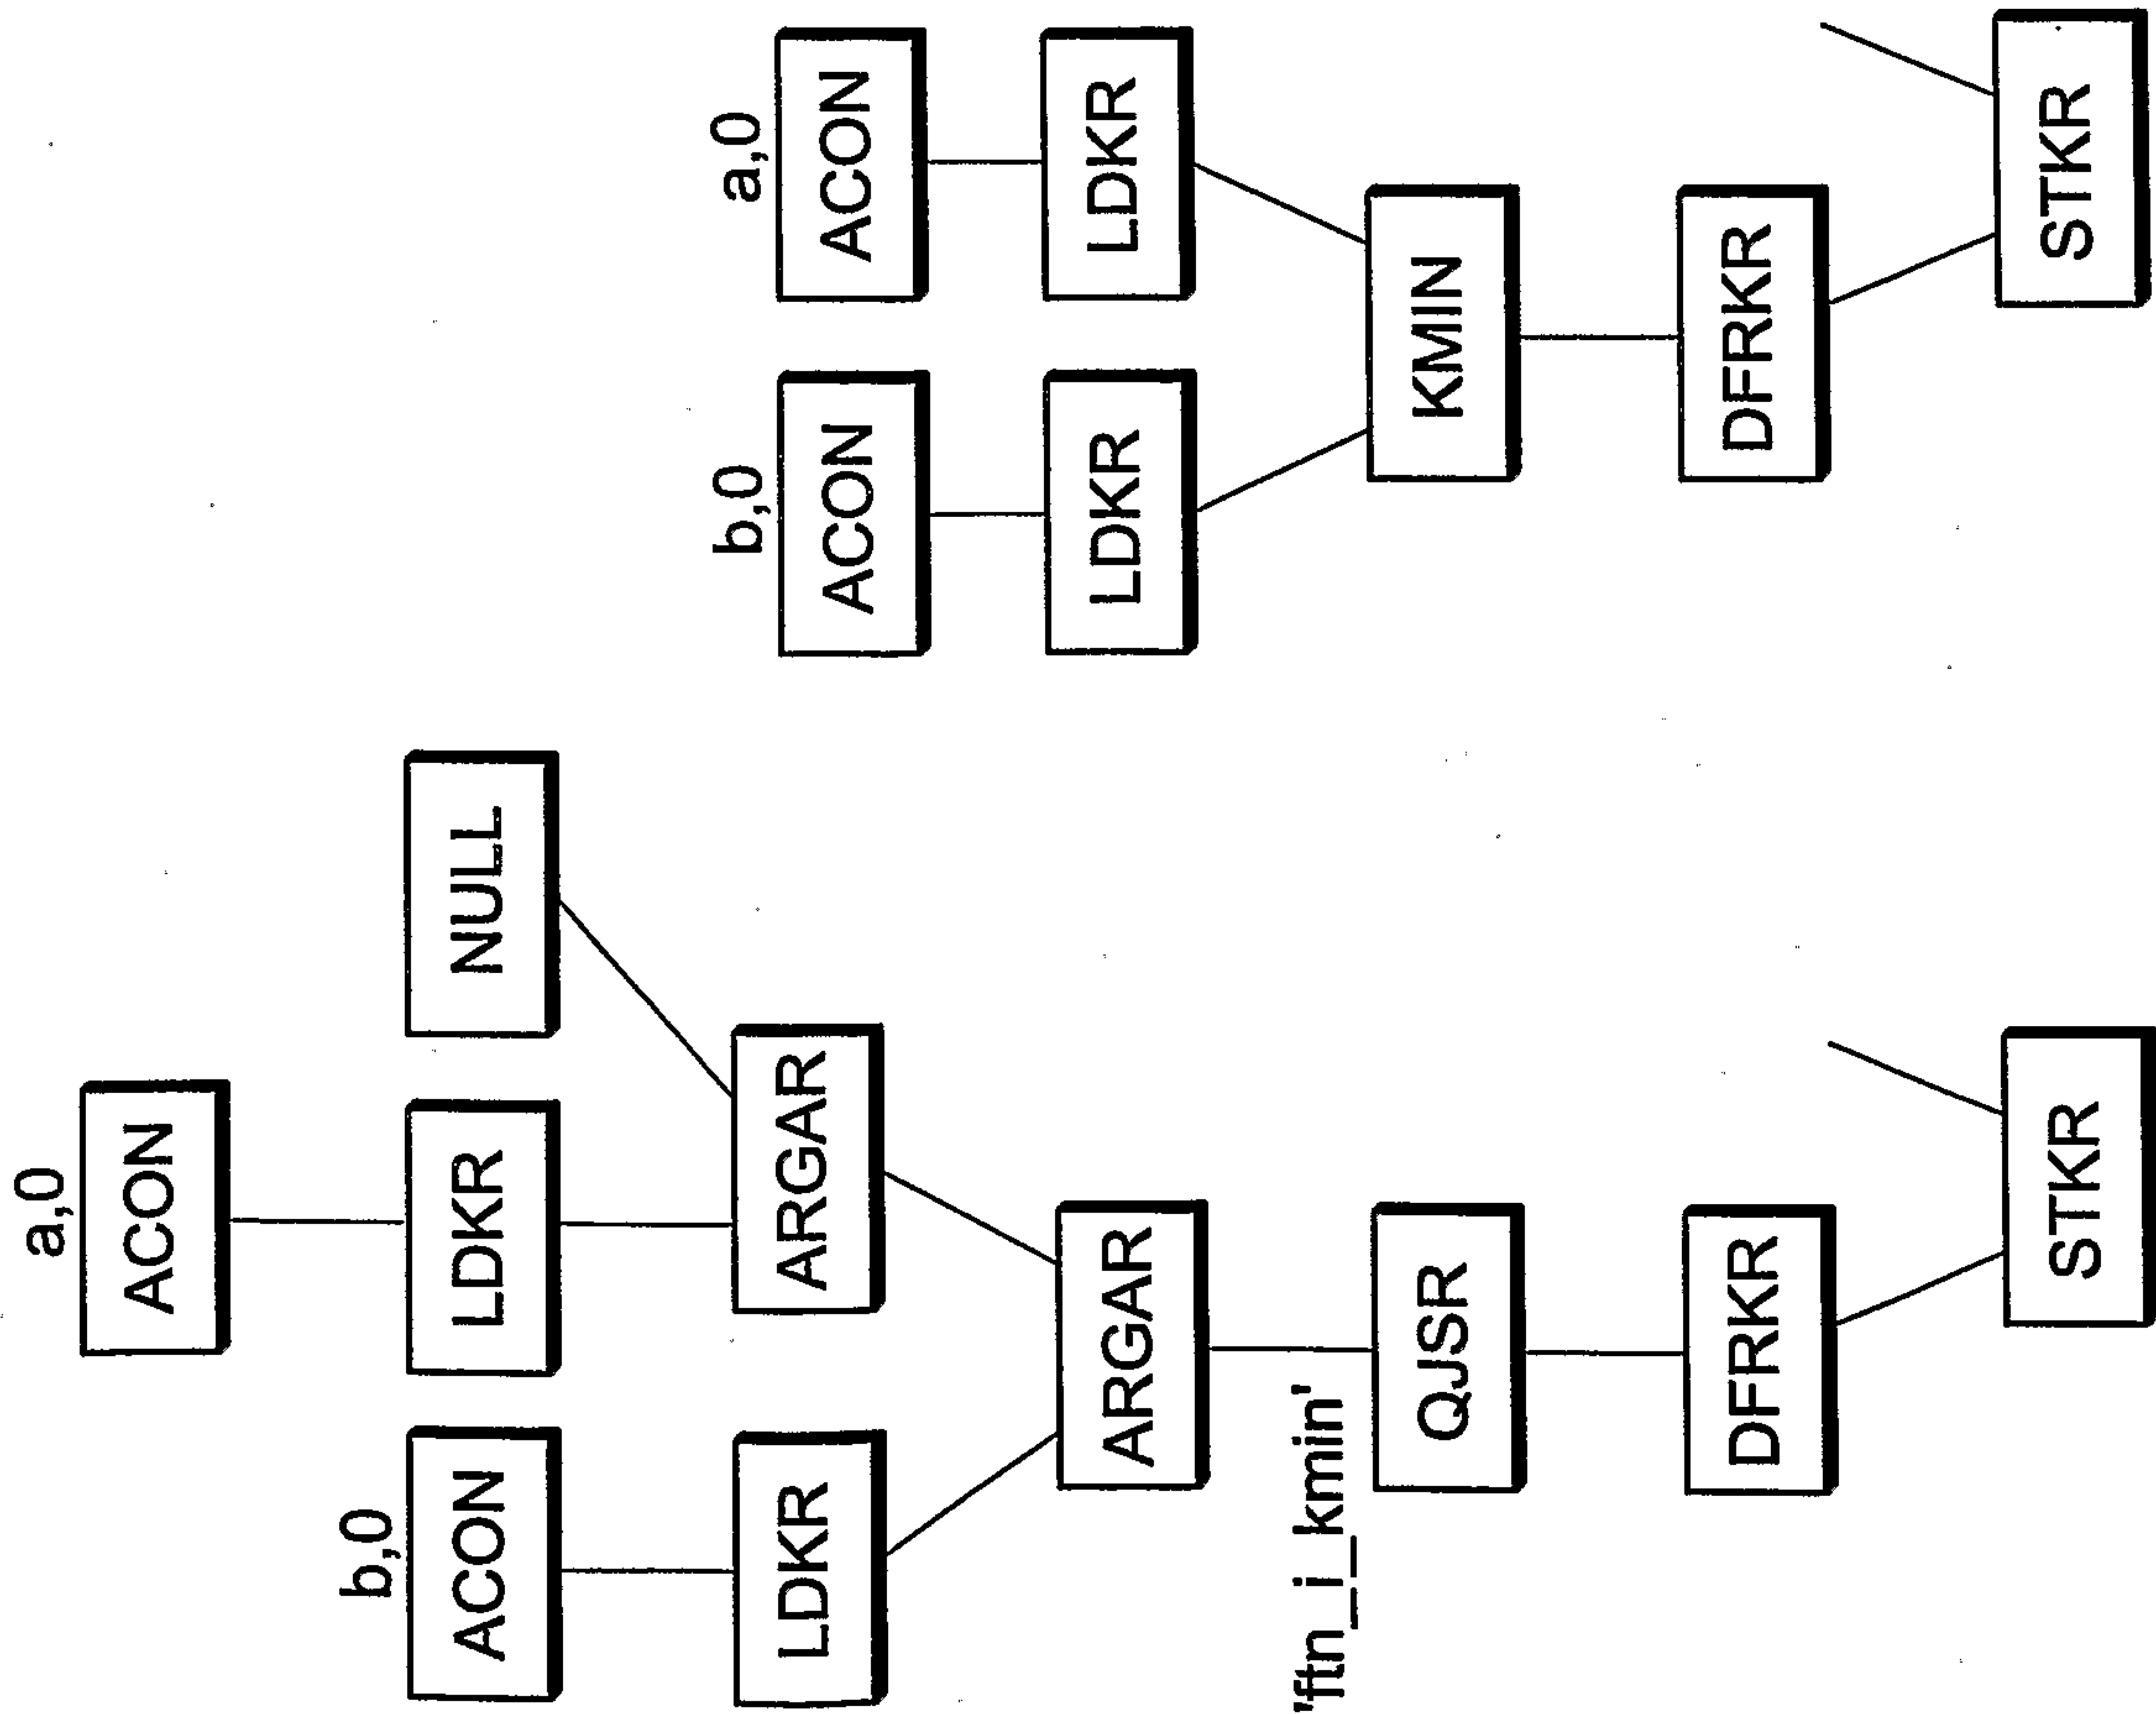 a,0
ACON
b,0
ACON
LDKR
NULL
LDKR
ARGAR
ARGAR
'ftn_i_kmin'
QJSR
DFRKR
STKR
b,0
a,0
ACON
ACON
LDKR
LDKR
KMIN
DFRKR
STKR